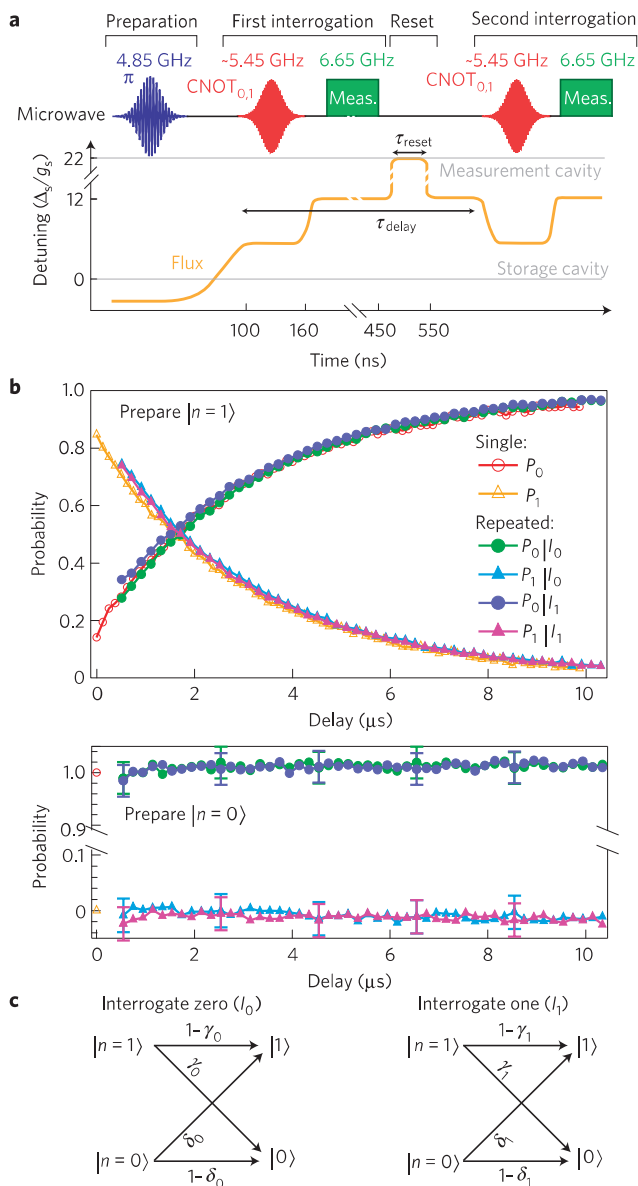 a
Preparation First interrogation Reset Second interrogation
4.85 GHz ~5.45 GHz 6.65 GHz ~5.45 GHz 6.65 GHz
π CNOT0,1 Meas. CNOT0,1 Meas.
Microwave
τreset
22 Measurement cavity
12
τdelay
Flux
0 Storage cavity
Detuning (Δs/gs)
100 160 450 550
Time (ns)
b
1.0
0.8
0.6
0.4
0.2
0
Probability
Prepare |n = 1⟩
Single:
P0
P1
Repeated:
P0|I0
P1|I0
P0|I1
P1|I1
0 2 4 6 8 10
Delay (μs)
1.0
0.9
0.1
0
Probability
Prepare |n = 0⟩
0 2 4 6 8 10
Delay (μs)
c
Interrogate zero (I0) Interrogate one (I1)
|n = 1⟩ 1– γ0 |1⟩ |n = 1⟩ 1– γ1 |1⟩
γ0 γ1
δ0 δ1
|n = 0⟩ 1– δ0 |0⟩ |n = 0⟩ 1– δ1 |0⟩